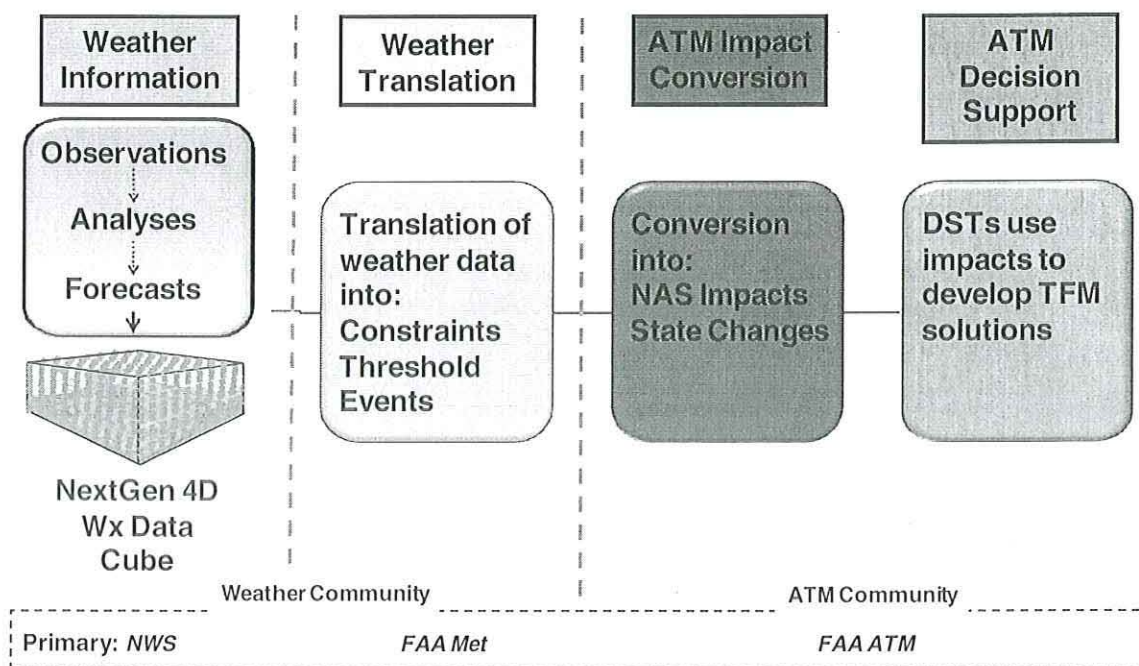 Weather
Information
Weather
Translation
ATM Impact
Conversion
ATM
Decision
Support
Observations
Analyses
Forecasts
NextGen 4D
Wx Data
Cube
Translation of
weather data
into:
Constraints
Threshold
Events
Conversion
into:
NAS Impacts
State Changes
DSTs use
impacts to
develop TFM
solutions
Weather Community
ATM Community
Primary: NWS
FAA Met
FAA ATM